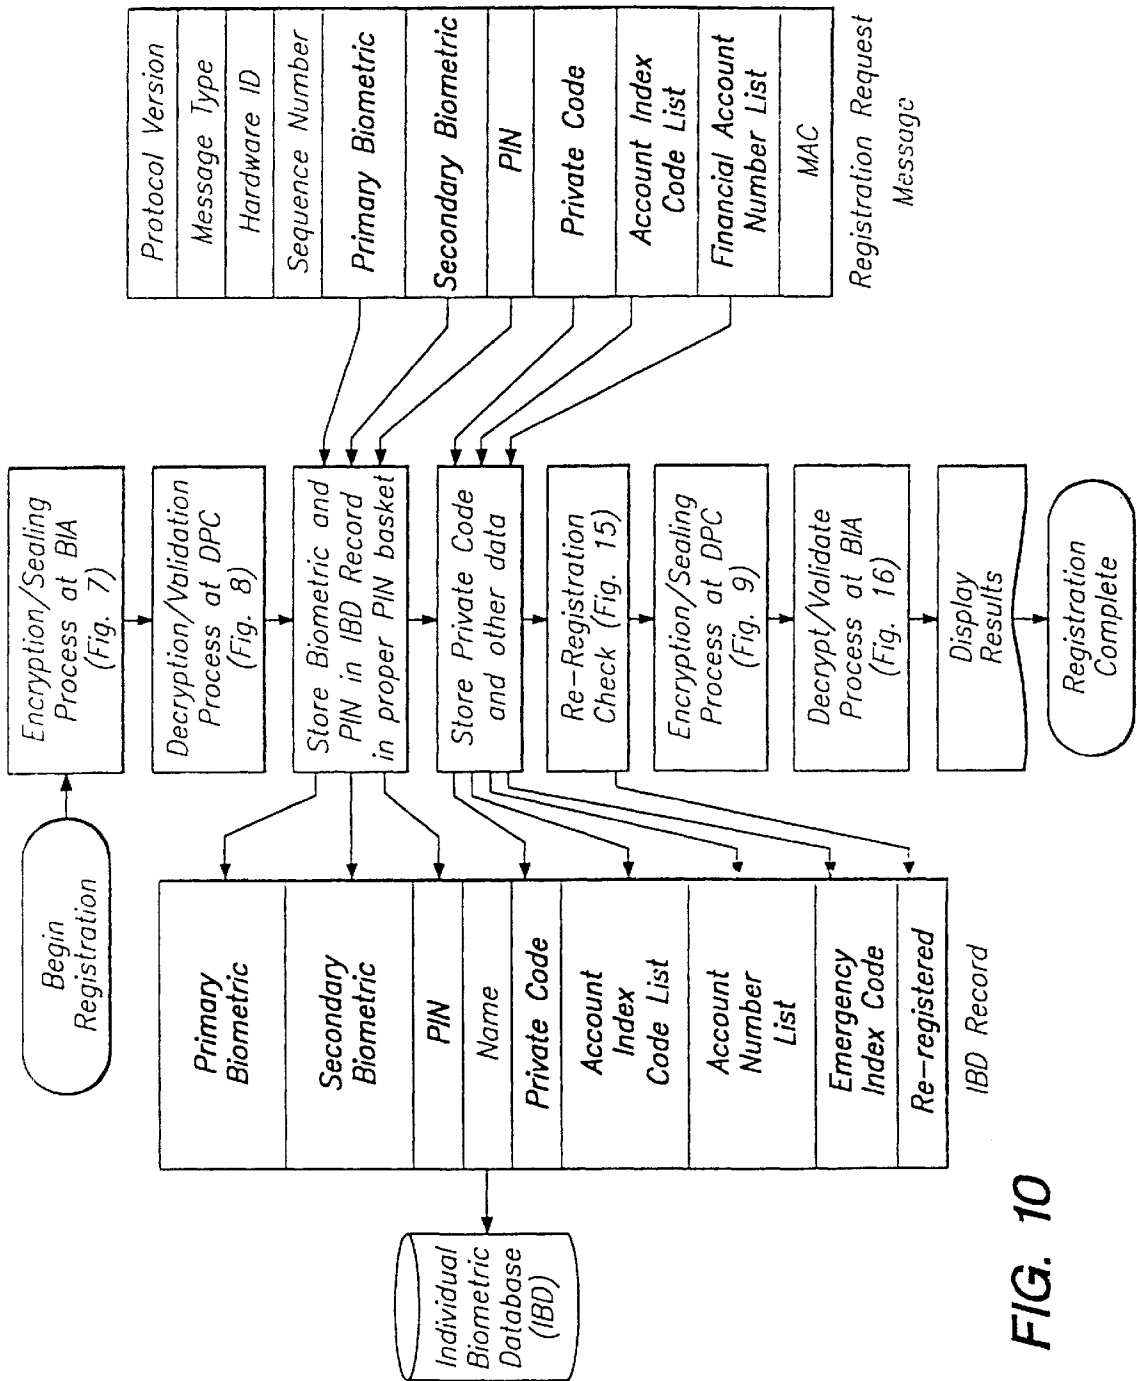 Begin
Registration
Encryption/Sealing
Process at BIA
(Fig. 7)
Decryption/Validation
Process at DPC
(Fig. 8)
Store Biometric and
PIN in IBD Record
in proper PIN basket
Store Private Code
and other data
Re-Registration
Check (Fig. 15)
Encryption/Sealing
Process at DPC
(Fig. 9)
Decrypt/Validate
Process at BIA
(Fig. 16)
Display
Results
Registration
Complete
Protocol Version
Message Type
Hardware ID
Sequence Number
Primary Biometric
Secondary Biometric
PIN
Private Code
Account Index
Code List
Financial Account
Number List
MAC
Registration Request
Message
Primary
Biometric
Secondary
Biometric
PIN
Name
Private Code
Account
Index
Code List
Account
Number
List
Emergency
Index Code
Re-registered
IBD Record
Individual
Biometric
Database
(IBD)
FIG. 10